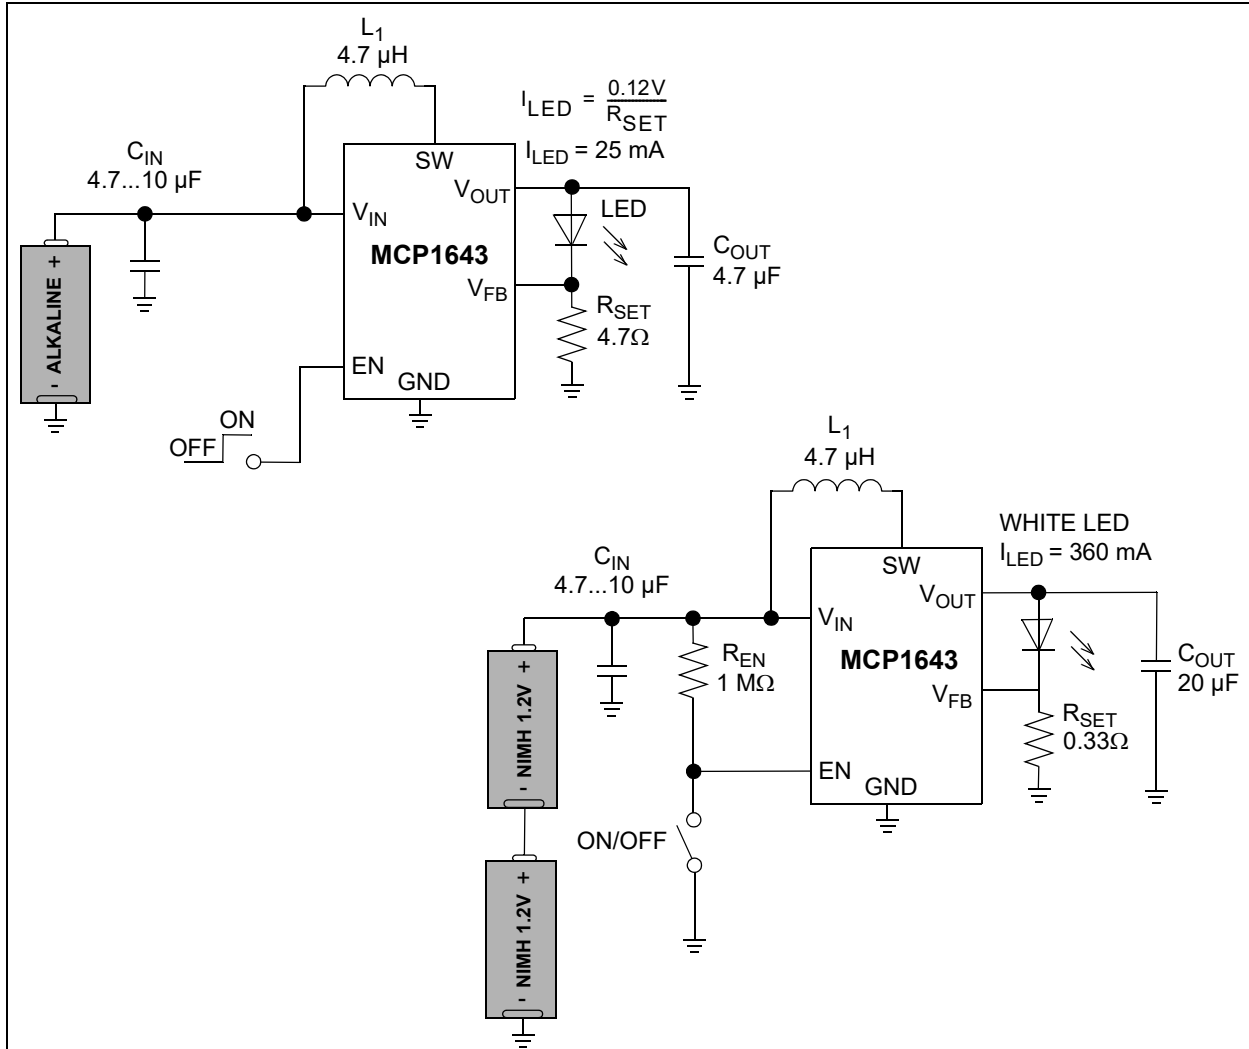 L1
4.7 µH
ILED = 0.12V / RSET
ILED = 25 mA
CIN
4.7...10 µF
SW
VOUT
VIN
LED
MCP1643
COUT
4.7 µF
VFB
RSET
4.7Ω
EN
GND
- ALKALINE +
ON
OFF
L1
4.7 µH
WHITE LED
ILED = 360 mA
CIN
4.7...10 µF
SW
VOUT
VIN
REN
1 MΩ
MCP1643
COUT
20 µF
VFB
RSET
0.33Ω
EN
GND
- NIMH 1.2V +
ON/OFF
- NIMH 1.2V +